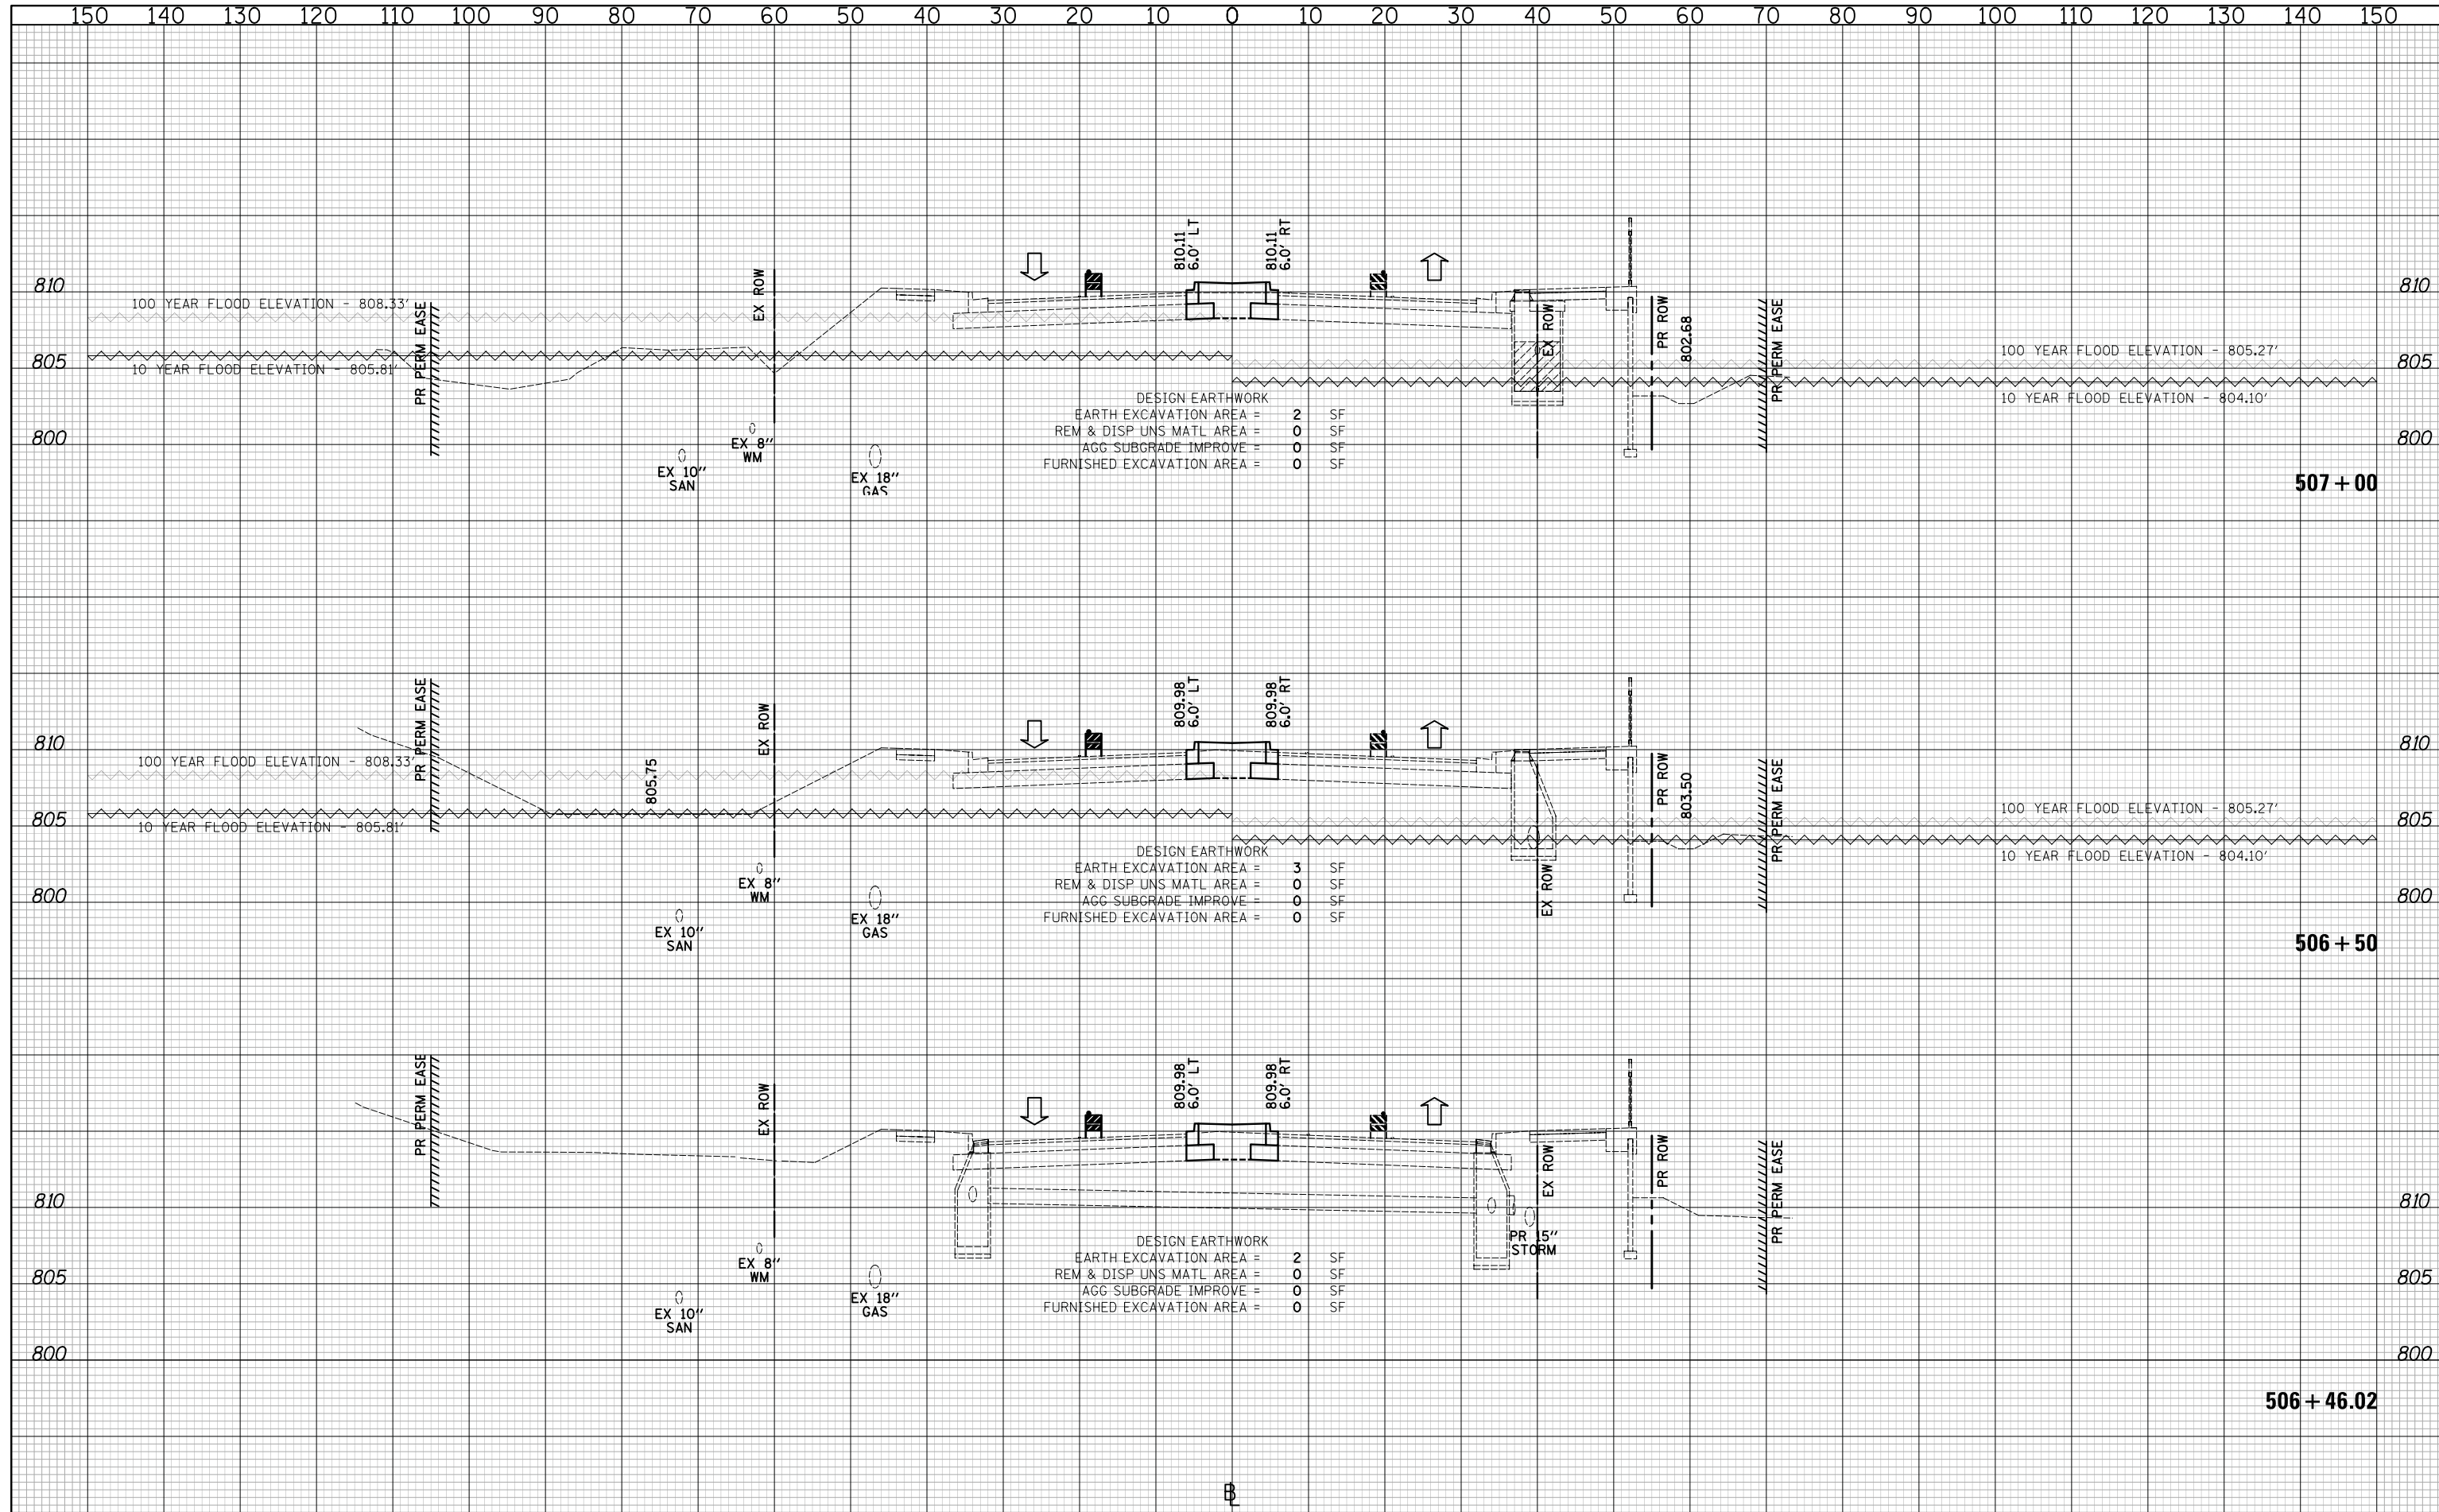 150 140 130 120 110 100 90 80 70 60 50 40 30 20 10 0 10 20 30 40 50 60 70 80 90 100 110 120 130 140 150
810.11
6.0' LT
810.11
6.0' RT
EX ROW
810
810
100 YEAR FLOOD ELEVATION - 808.33'
PR PERM EASE
EX ROW
PR ROW
802.68
PR PERM EASE
100 YEAR FLOOD ELEVATION - 805.27'
805
805
10 YEAR FLOOD ELEVATION - 805.81'
10 YEAR FLOOD ELEVATION - 804.10'
DESIGN EARTHWORK
EARTH EXCAVATION AREA = 2 SF
REM & DISP UNS MATL AREA = 0 SF
AGG SUBGRADE IMPROVE = 0 SF
FURNISHED EXCAVATION AREA = 0 SF
800
800
EX 8"
WM
EX 10"
SAN
EX 18"
GAS
507+00
809.98
6.0' LT
809.98
6.0' RT
PR PERM EASE
EX ROW
810
810
100 YEAR FLOOD ELEVATION - 808.33'
805.75
PR ROW
803.50
PR PERM EASE
100 YEAR FLOOD ELEVATION - 805.27'
805
805
10 YEAR FLOOD ELEVATION - 805.81'
10 YEAR FLOOD ELEVATION - 804.10'
DESIGN EARTHWORK
EARTH EXCAVATION AREA = 3 SF
REM & DISP UNS MATL AREA = 0 SF
AGG SUBGRADE IMPROVE = 0 SF
FURNISHED EXCAVATION AREA = 0 SF
EX ROW
800
800
EX 8"
WM
EX 10"
SAN
EX 18"
GAS
506+50
809.98
6.0' LT
809.98
6.0' RT
PR PERM EASE
EX ROW
EX ROW
PR ROW
PR PERM EASE
810
810
PR 15"
STORM
DESIGN EARTHWORK
EARTH EXCAVATION AREA = 2 SF
REM & DISP UNS MATL AREA = 0 SF
AGG SUBGRADE IMPROVE = 0 SF
FURNISHED EXCAVATION AREA = 0 SF
805
805
EX 8"
WM
EX 10"
SAN
EX 18"
GAS
800
800
506+46.02
BL